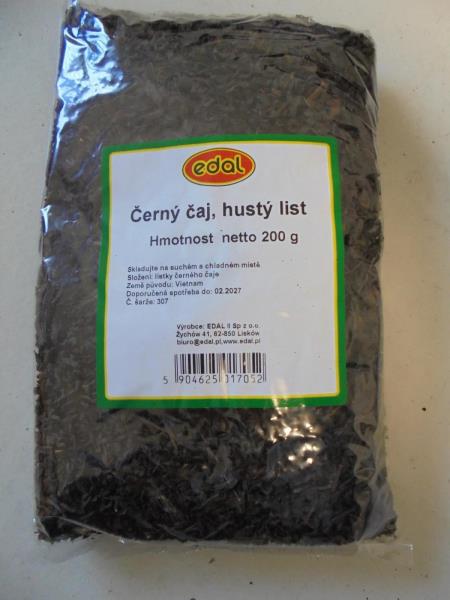 edal
Černý čaj, hustý list
Hmotnost netto 200 g
Skladujte na suchém a chladném místě
Složení: lístky černého čaje
Země původu: Vietnam
Doporučená spotřeba do: 02.2027
Č. šarže: 307
Výrobce: EDAL II Sp z o.o.
Żychów 41, 62-850 Lisków
biuro@edal.pl,www.edal.pl
5 904625 017052